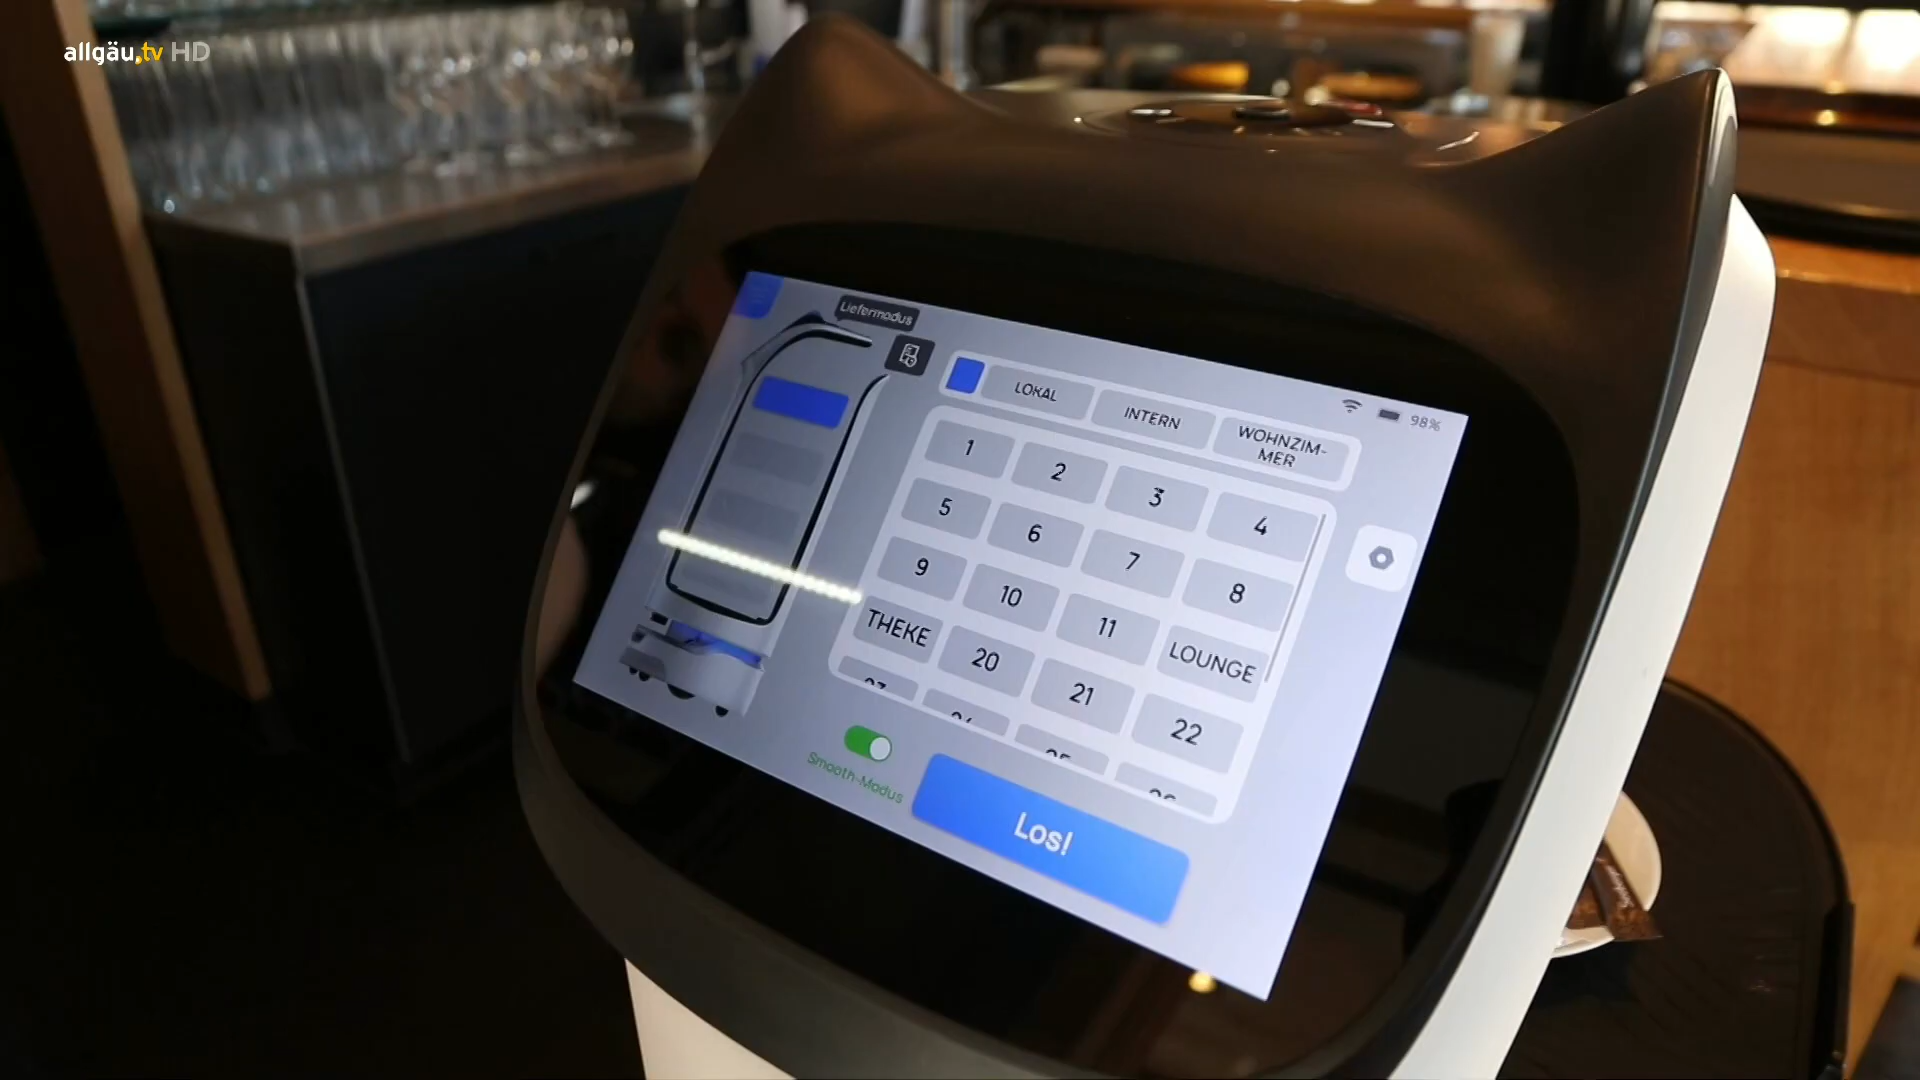 allgäu.tv HD
Liefermodus
98%
LOKAL
INTERN
WOHNZIM-
MER
1
2
3
4
5
6
7
8
9
10
11
LOUNGE
THEKE
20
21
22
Smooth-Modus
Los!